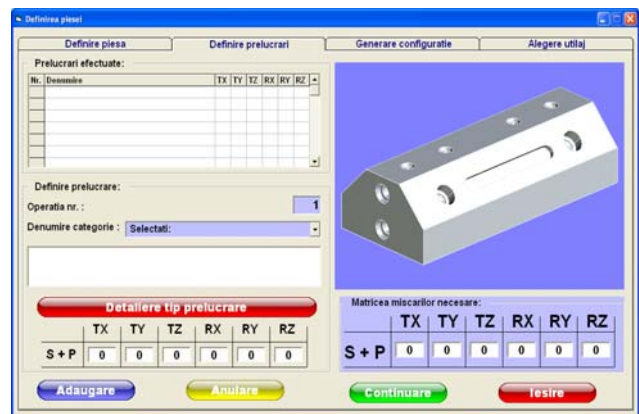 Definirea piesei
Definire piesa Definire prelucrari Generare configuratie Alegere utilaj
Prelucrari efectuate:
Nr. Denumire TX TY TZ RX RY RZ
Definire prelucrare:
Operatia nr. : 1
Denumire categorie : Selectati:
Detaliere tip prelucrare
TX TY TZ RX RY RZ
S + P 0 0 0 0 0 0
Matricea miscarilor necesare:
TX TY TZ RX RY RZ
S + P 0 0 0 0 0 0
Adaugare Anulare Continuare Iesire